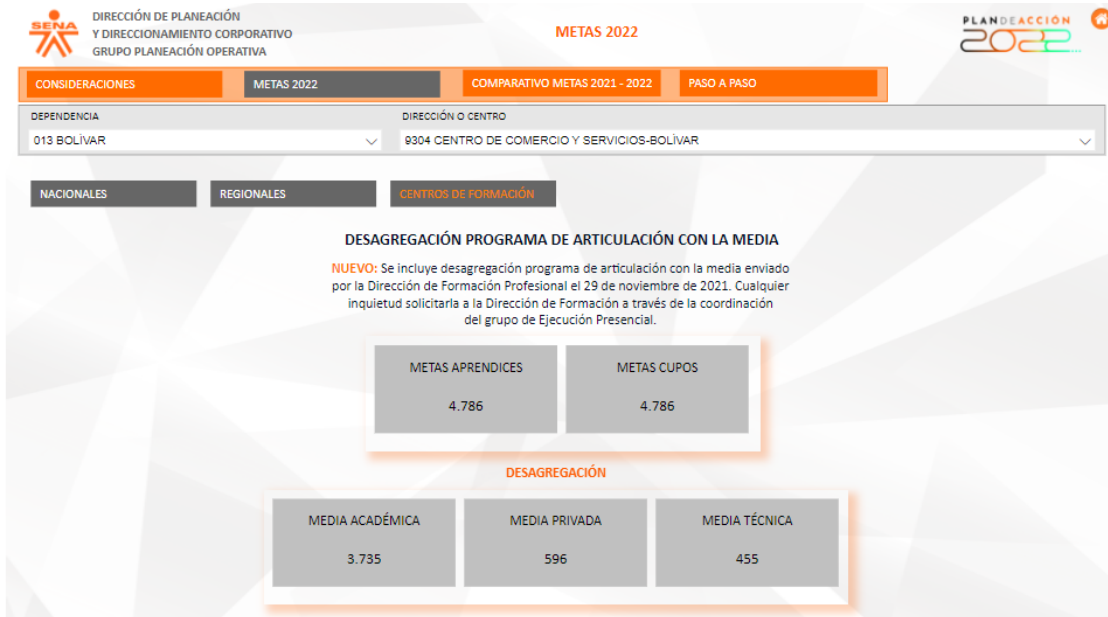 SENA
DIRECCIÓN DE PLANEACIÓN
Y DIRECCIONAMIENTO CORPORATIVO
GRUPO PLANEACIÓN OPERATIVA
METAS 2022
PLANDEACCIÓN
2022
CONSIDERACIONES
METAS 2022
COMPARATIVO METAS 2021 - 2022
PASO A PASO
DEPENDENCIA
DIRECCIÓN O CENTRO
013 BOLÍVAR
9304 CENTRO DE COMERCIO Y SERVICIOS-BOLÍVAR
NACIONALES
REGIONALES
CENTROS DE FORMACIÓN
DESAGREGACIÓN PROGRAMA DE ARTICULACIÓN CON LA MEDIA
NUEVO: Se incluye desagregación programa de articulación con la media enviado
por la Dirección de Formación Profesional el 29 de noviembre de 2021. Cualquier
inquietud solicitarla a la Dirección de Formación a través de la coordinación
del grupo de Ejecución Presencial.
METAS APRENDICES
METAS CUPOS
4.786
4.786
DESAGREGACIÓN
MEDIA ACADÉMICA
MEDIA PRIVADA
MEDIA TÉCNICA
3.735
596
455